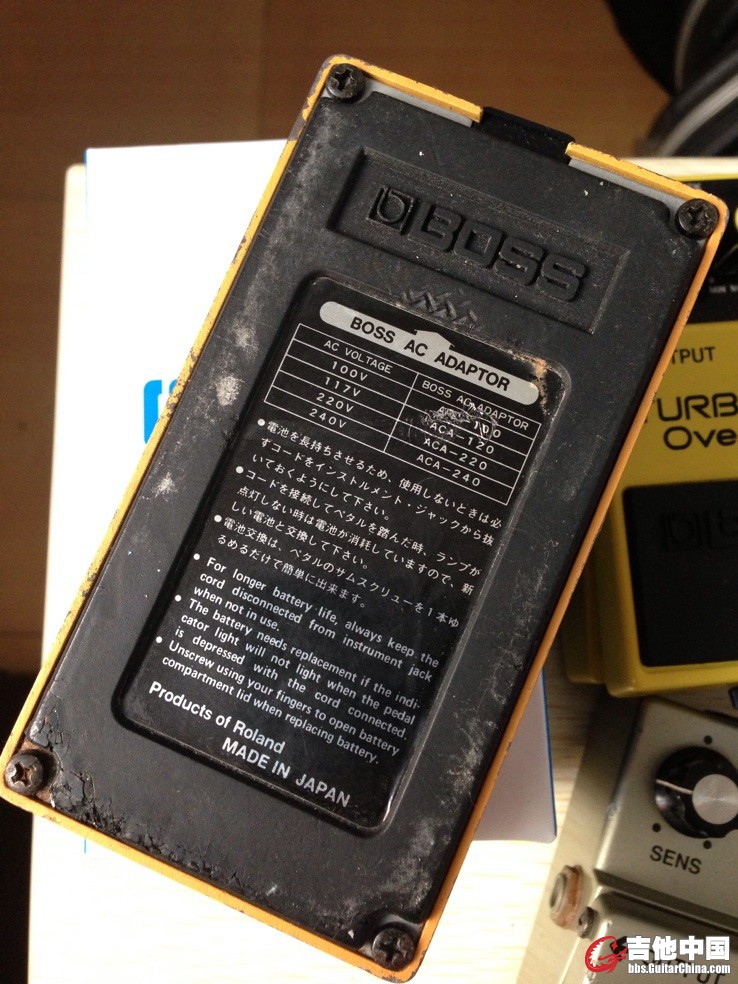 BOSS
BOSS AC ADAPTOR
AC VOLTAGE
BOSS AC ADAPTOR
100V
117V
ACA-120
220V
ACA-220
240V
ACA-240
●電池を長持ちさせるため、使用しないときは必
ずコードをインストルメント・ジャックから抜
いておくようにして下さい。
●コードを接続してペダルを踏んだ時、ランプが
点灯しない時は電池が消耗していますので、新
しい電池と交換して下さい。
●電池交換は、ペダルのサムスクリューを1本ゆ
るめるだけで簡単に出来ます。
● For longer battery life, always keep the
cord disconnected from instrument jack
when not in use.
● The battery needs replacement if the indi-
cator light will not light when the pedal
is depressed with the cord connected.
● Unscrew using your fingers to open battery
compartment lid when replacing battery.
Products of Roland
MADE IN JAPAN
TPUT
TURB
Ove
SENS
吉他中国
bbs.GuitarChina.com